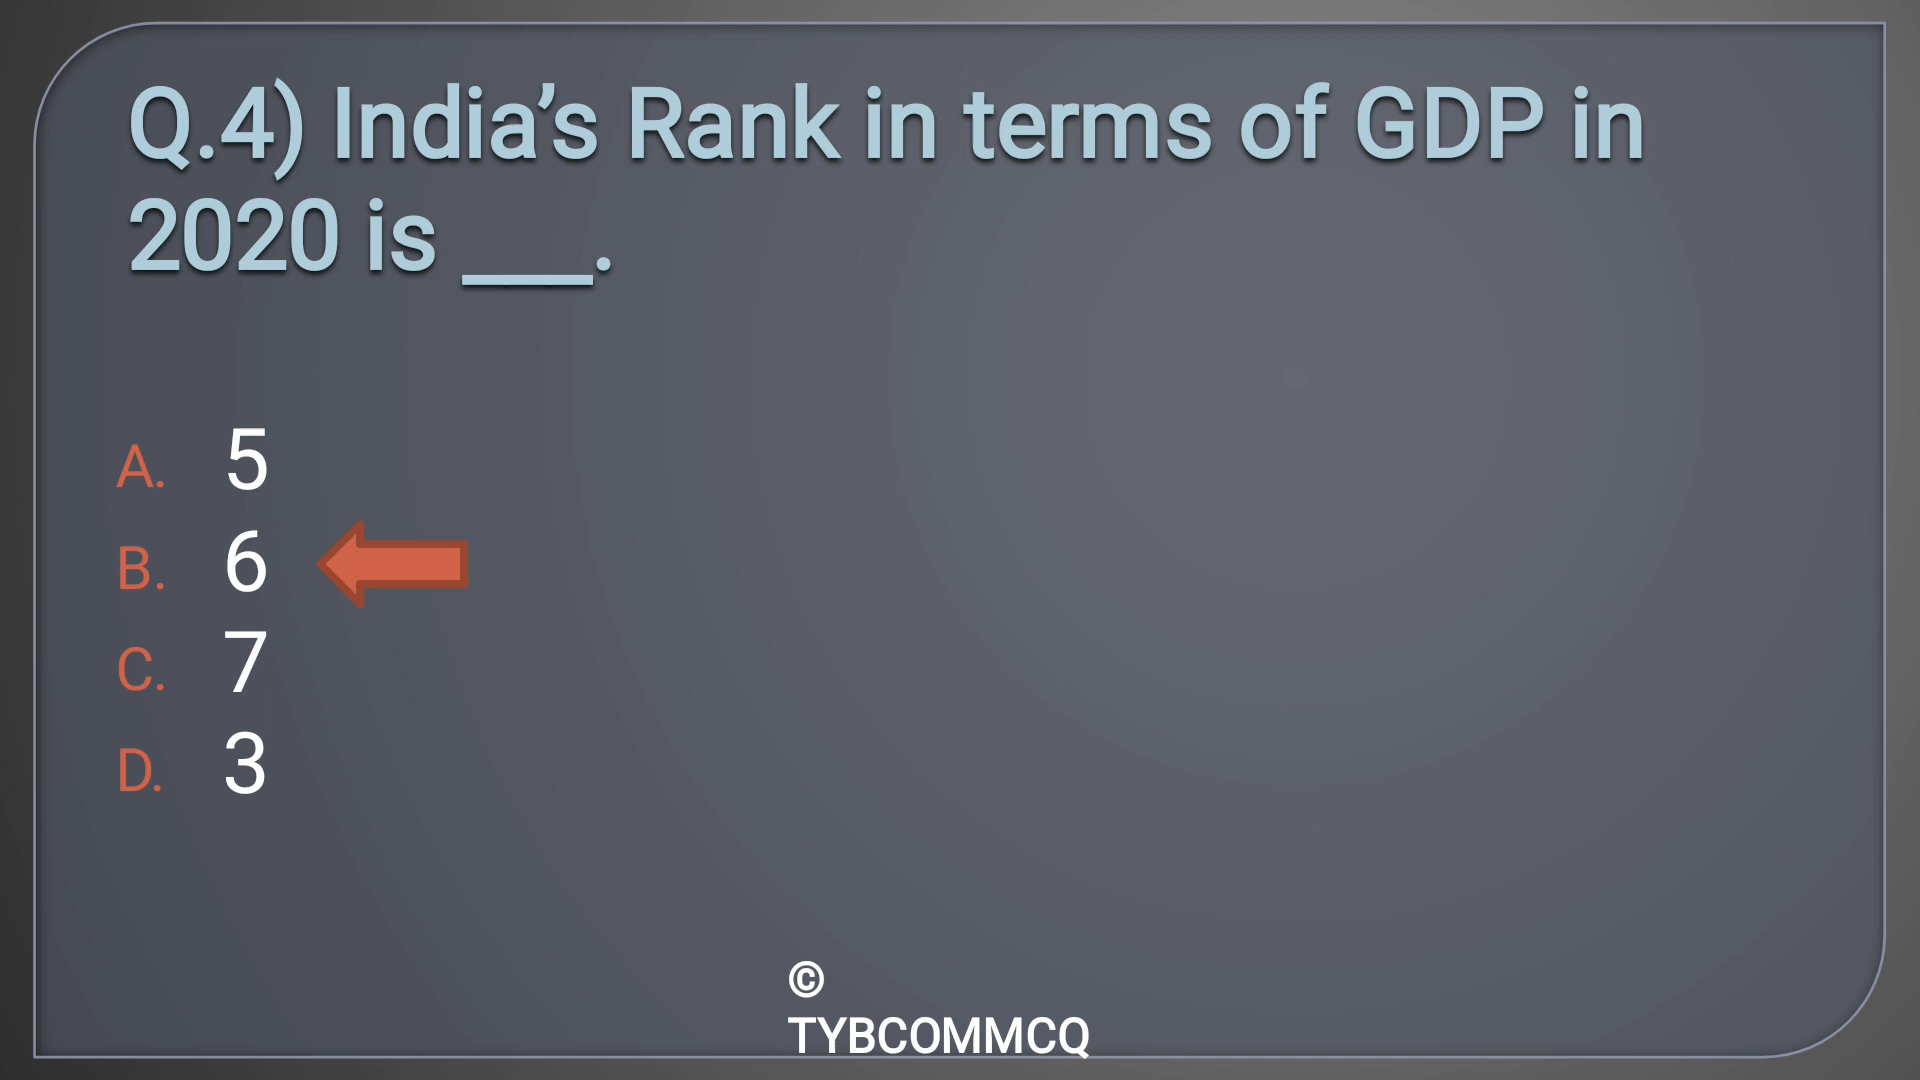 Q.4) India’s Rank in terms of GDP in
2020 is ___.
A. 5
B. 6
C. 7
D. 3
©
TYBCOMMCQ